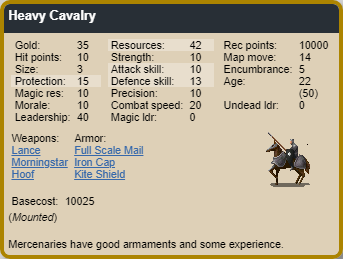 Heavy Cavalry
Gold: 35 Resources: 42 Rec points: 10000
Hit points: 10 Strength: 10 Map move: 14
Size: 3 Attack skill: 10 Encumbrance: 5
Protection: 15 Defence skill: 13 Age: 22
Magic res: 10 Precision: 10 (50)
Morale: 10 Combat speed: 20 Undead ldr: 0
Leadership: 40 Magic ldr: 0
Weapons: Armor:
Lance Full Scale Mail
Morningstar Iron Cap
Hoof Kite Shield
Basecost: 10025
(Mounted)
Mercenaries have good armaments and some experience.